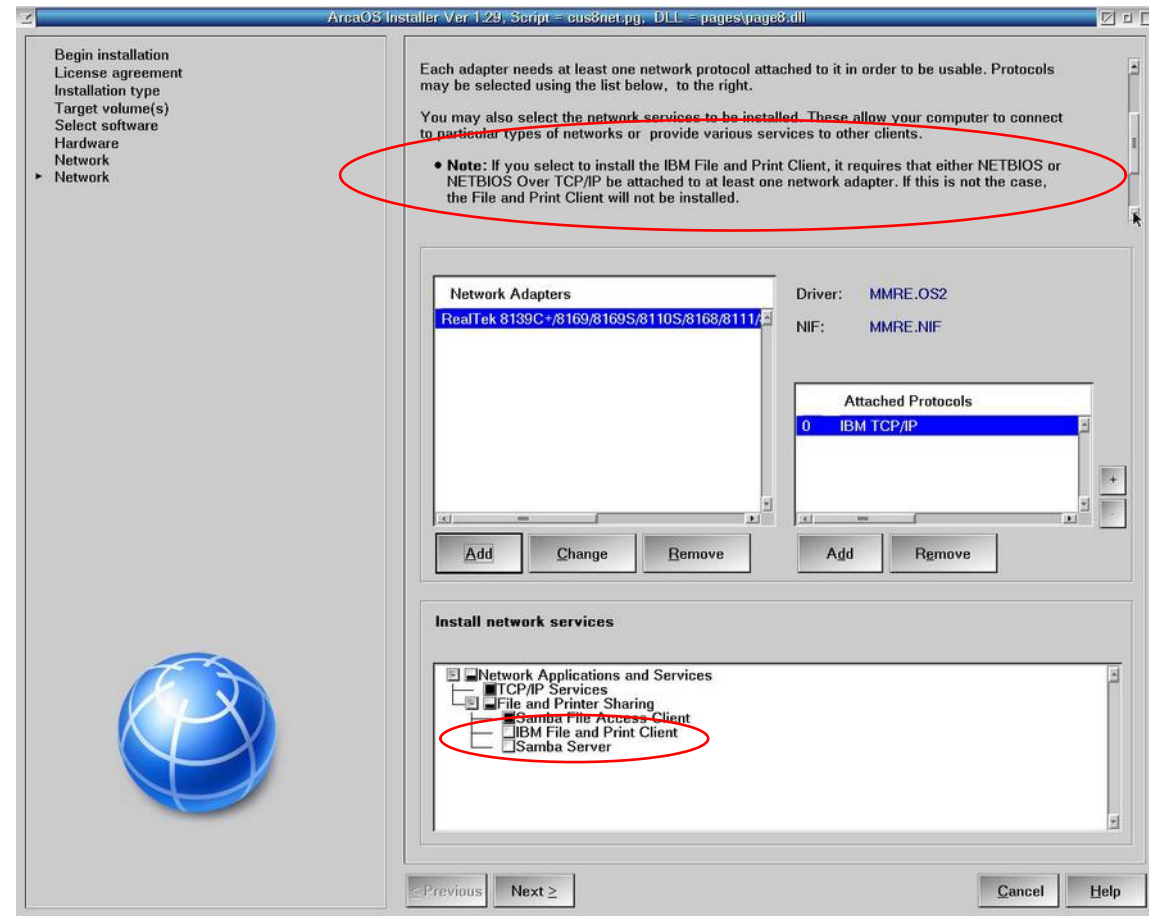 ArcaOS Installer Ver 1.29, Script = cus8net.pg, DLL = pages\page8.dll
Begin installation
License agreement
Installation type
Target volume(s)
Select software
Hardware
Network
Network
Each adapter needs at least one network protocol attached to it in order to be usable. Protocols
may be selected using the list below, to the right.
You may also select the network services to be installed. These allow your computer to connect
to particular types of networks or provide various services to other clients.
• Note: If you select to install the IBM File and Print Client, it requires that either NETBIOS or
NETBIOS Over TCP/IP be attached to at least one network adapter. If this is not the case,
the File and Print Client will not be installed.
Network Adapters
RealTek 8139C+/8169/8169S/8110S/8168/8111/
Driver: MMRE.OS2
NIF: MMRE.NIF
Attached Protocols
0 IBM TCP/IP
+
-
Add Change Remove
Add Remove
Install network services
Network Applications and Services
TCP/IP Services
File and Printer Sharing
Samba File Access Client
IBM File and Print Client
Samba Server
< Previous Next ≥ Cancel Help